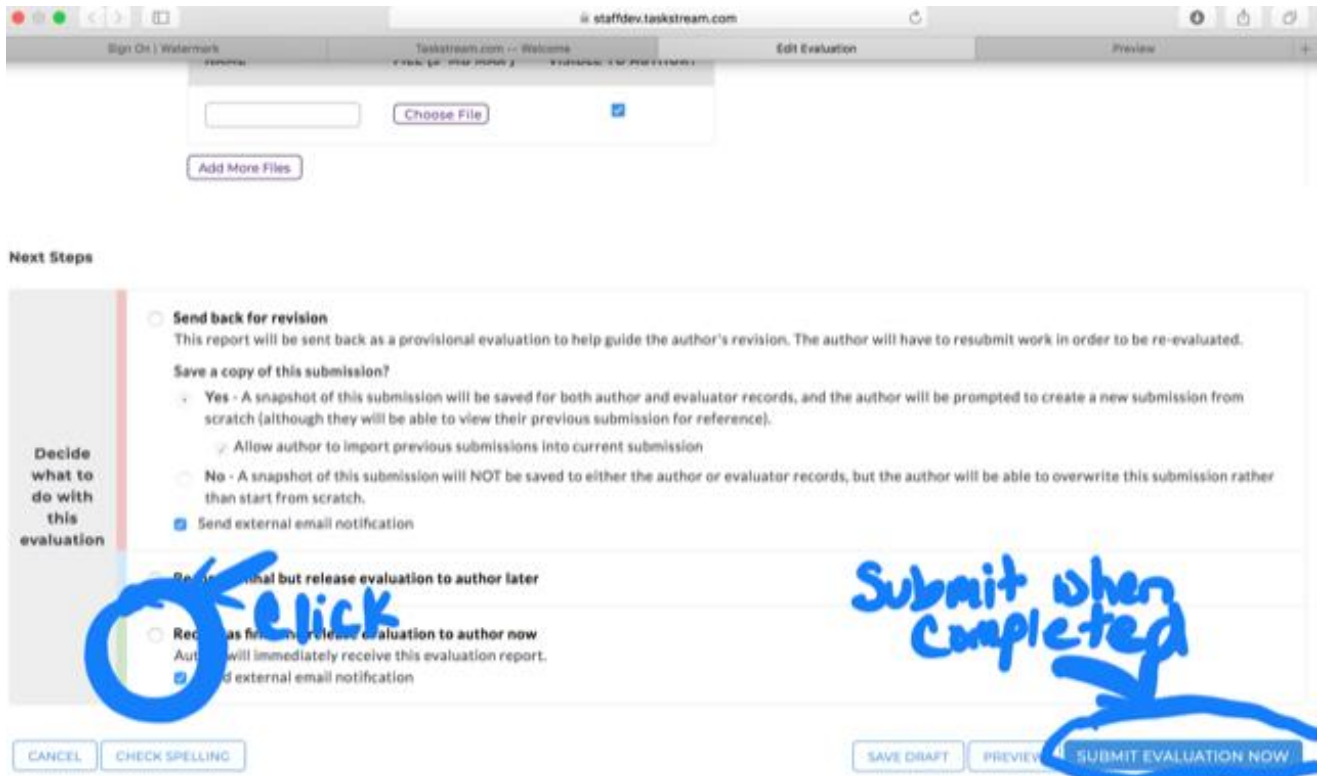 staffdev.taskstream.com
Sign On | Watermark
Taskstream.com -- Welcome
Edit Evaluation
Preview
NAME
Choose File
Add More Files
Next Steps
Decide what to do with this evaluation
Send back for revision
This report will be sent back as a provisional evaluation to help guide the author's revision. The author will have to resubmit work in order to be re-evaluated.
Save a copy of this submission?
Yes - A snapshot of this submission will be saved for both author and evaluator records, and the author will be prompted to create a new submission from
scratch (although they will be able to view their previous submission for reference).
Allow author to import previous submissions into current submission
No - A snapshot of this submission will NOT be saved to either the author or evaluator records, but the author will be able to overwrite this submission rather
than start from scratch.
Send external email notification
but release evaluation to author later
Click
to author now
will immediately receive this evaluation report.
external email notification
Submit when
Completed
CANCEL
CHECK SPELLING
SAVE DRAFT
PREVIEW
SUBMIT EVALUATION NOW